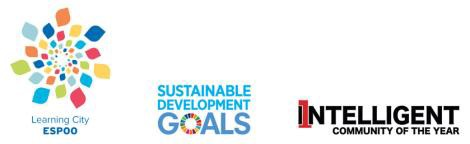 Learning City
ESPOO
SUSTAINABLE
DEVELOPMENT
GOALS
INTELLIGENT
COMMUNITY OF THE YEAR